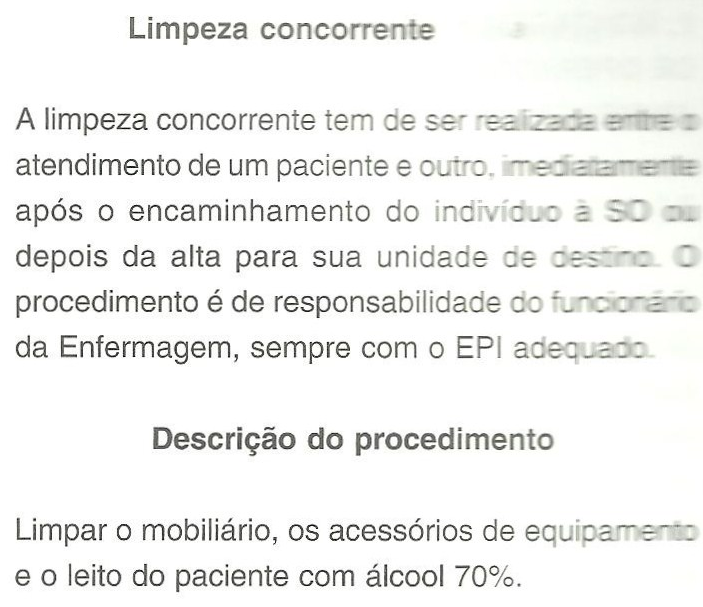 Limpeza concorrente
A limpeza concorrente tem de ser realizada entre o
atendimento de um paciente e outro, imediatamente
após o encaminhamento do indivíduo à SO ou
depois da alta para sua unidade de destino. O
procedimento é de responsabilidade do funcionário
da Enfermagem, sempre com o EPI adequado.
Descrição do procedimento
Limpar o mobiliário, os acessórios de equipamento
e o leito do paciente com álcool 70%.